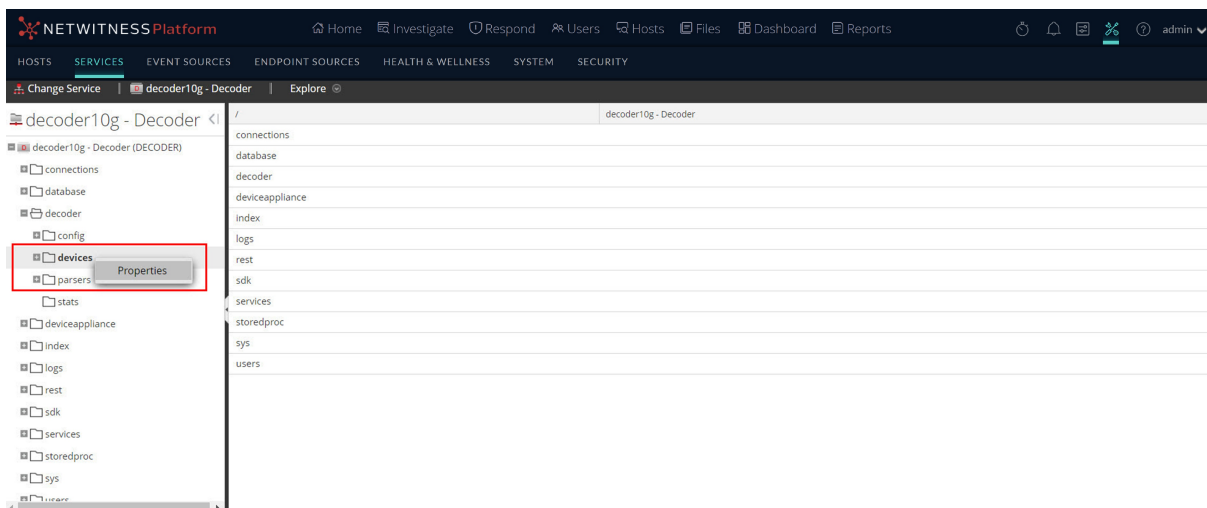 NETWITNESS Platform Home Investigate Respond Users Hosts Files Dashboard Reports admin
HOSTS SERVICES EVENT SOURCES ENDPOINT SOURCES HEALTH & WELLNESS SYSTEM SECURITY
Change Service decoder10g - Decoder Explore
decoder10g - Decoder
decoder10g - Decoder (DECODER)
connections
database
decoder
config
devices
Properties
parsers
stats
deviceappliance
index
logs
rest
sdk
services
storedproc
sys
users
/ decoder10g - Decoder
connections
database
decoder
deviceappliance
index
logs
rest
sdk
services
storedproc
sys
users